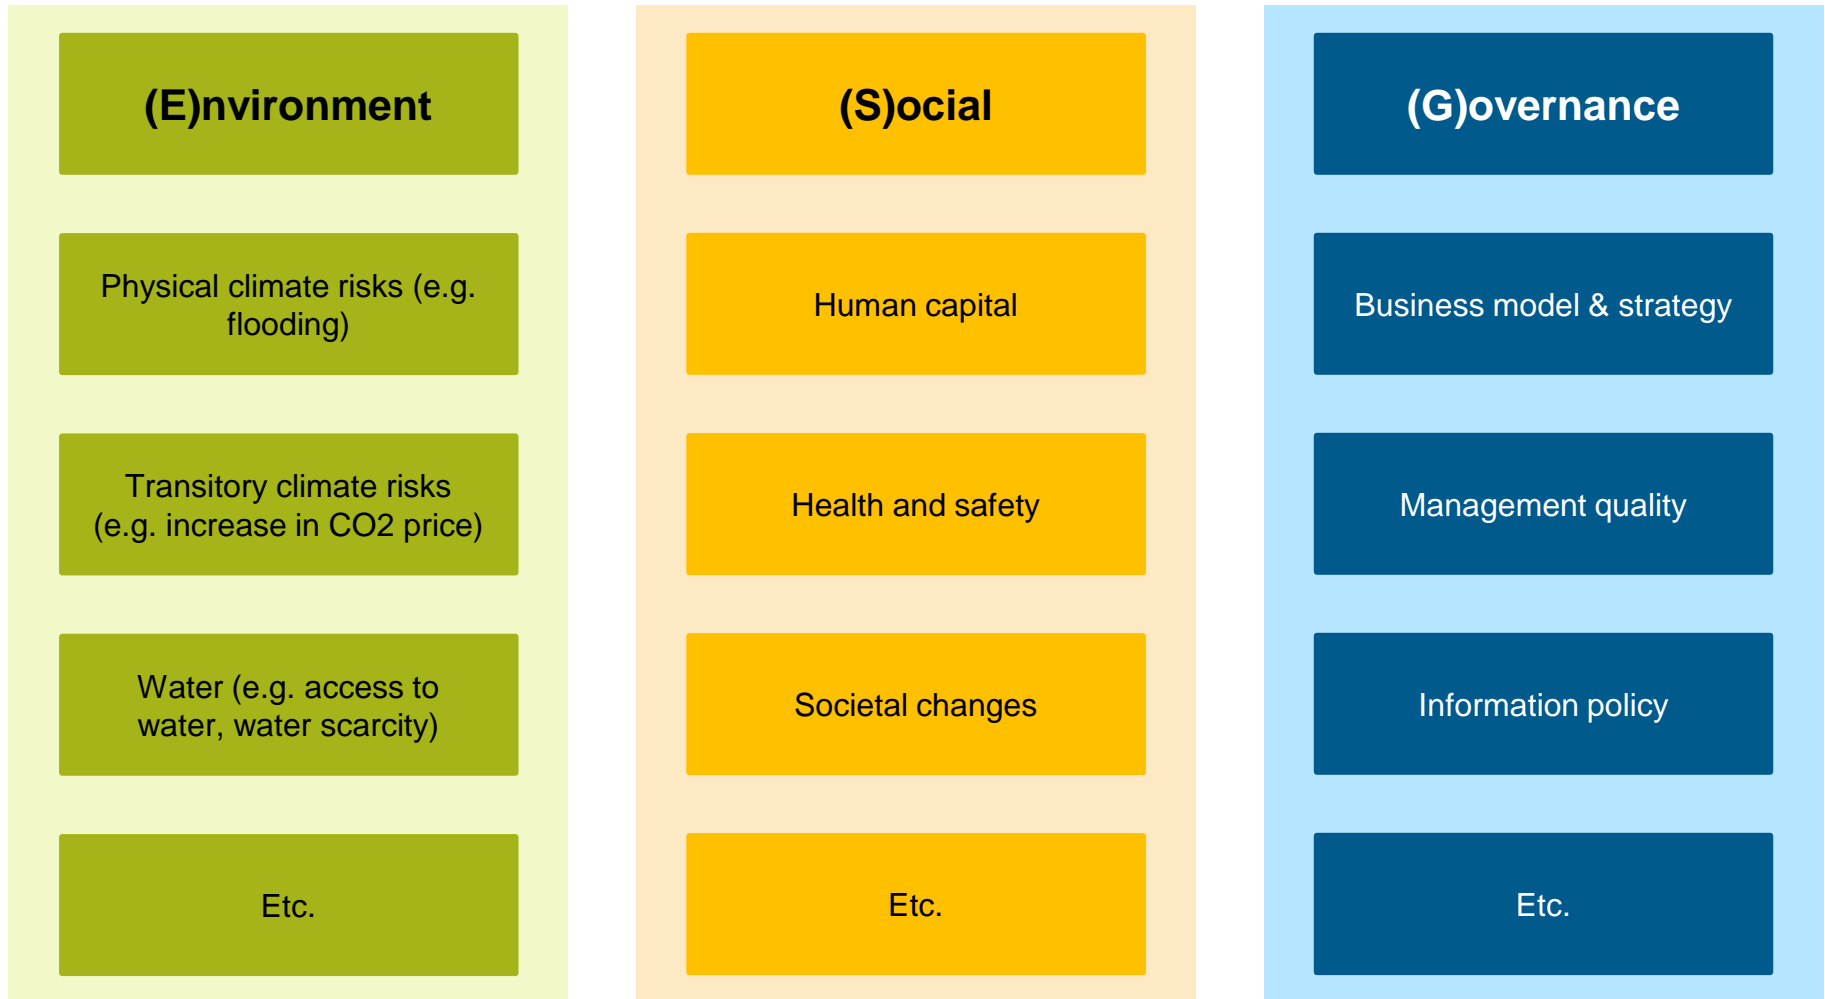 (E)nvironment
Physical climate risks (e.g.
flooding)
Transitory climate risks
(e.g. increase in CO2 price)
Water (e.g. access to
water, water scarcity)
Etc.
(S)ocial
Human capital
Health and safety
Societal changes
Etc.
(G)overnance
Business model & strategy
Management quality
Information policy
Etc.